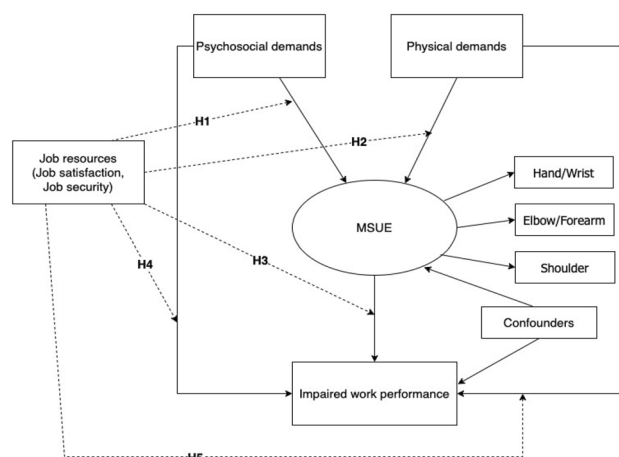 Psychosocial demands
Physical demands
H1
H2
Job resources
(Job satisfaction,
Job security)
Hand/Wrist
MSUE
Elbow/Forearm
H4
H3
Shoulder
Confounders
Impaired work performance
H5